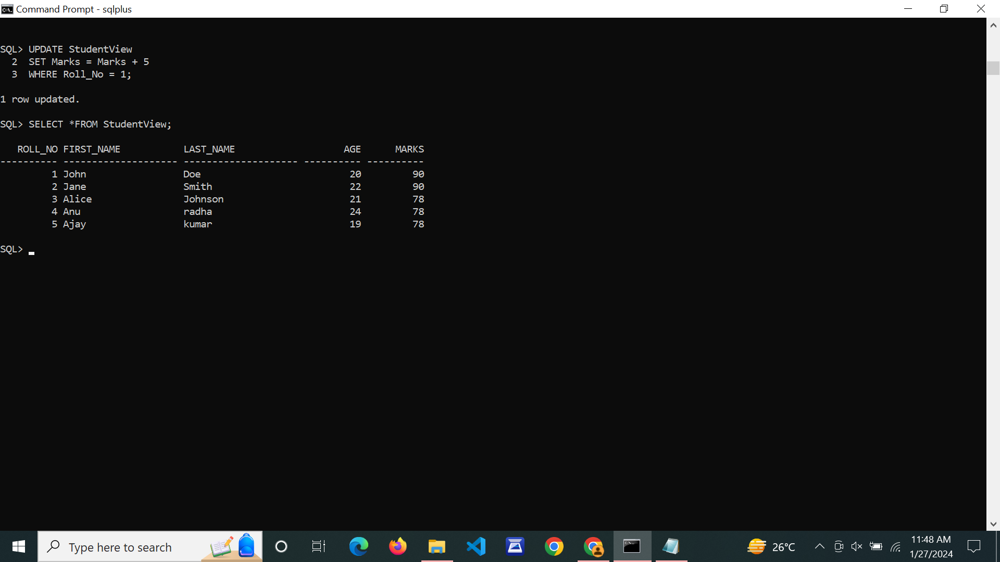 Command Prompt - sqlplus
SQL> UPDATE StudentView
  2  SET Marks = Marks + 5
  3  WHERE Roll_No = 1;
1 row updated.
SQL> SELECT *FROM StudentView;
   ROLL_NO FIRST_NAME           LAST_NAME                   AGE      MARKS
---------- -------------------- -------------------- ---------- ----------
         1 John                 Doe                          20         90
         2 Jane                 Smith                        22         90
         3 Alice                Johnson                      21         78
         4 Anu                  radha                        24         78
         5 Ajay                 kumar                        19         78
SQL>
Type here to search
26°C
11:48 AM
1/27/2024